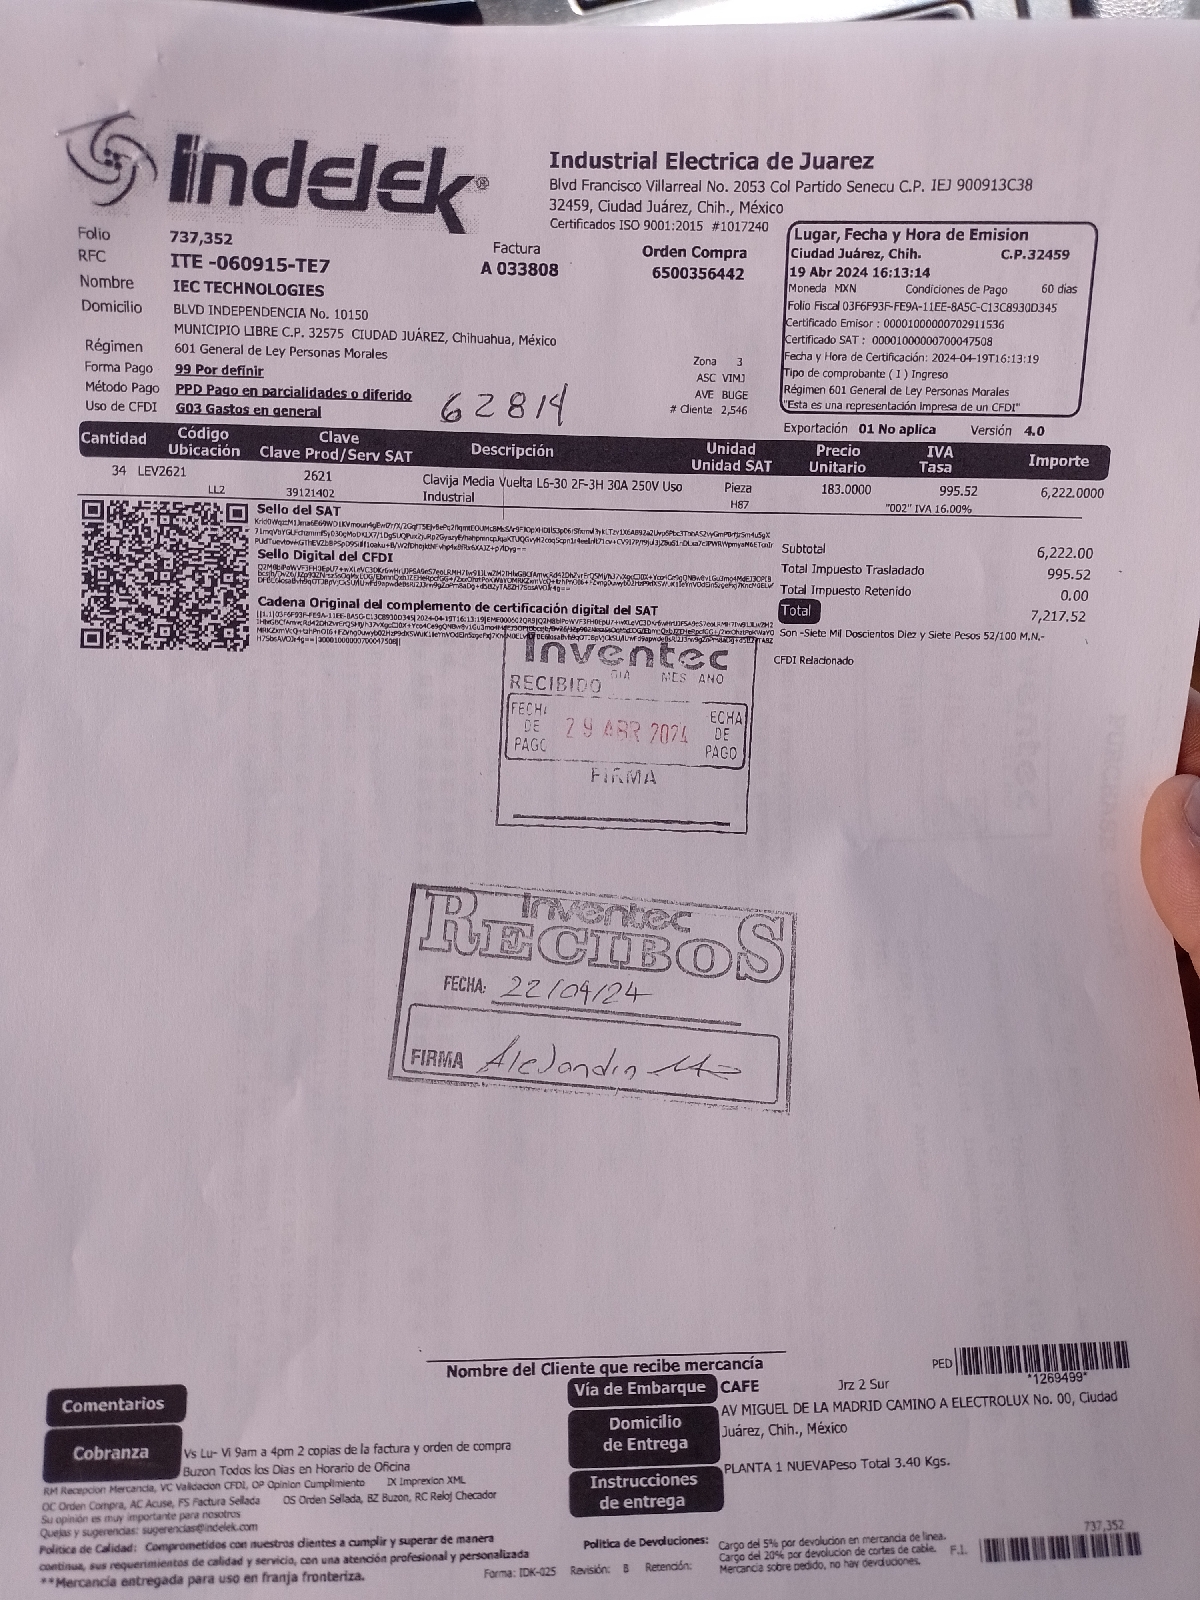 Indelek®
Industrial Electrica de Juarez
Blvd Francisco Villarreal No. 2053 Col Partido Senecu C.P. IEJ 900913C38
32459, Ciudad Juárez, Chih., México
Certificados ISO 9001:2015 #1017240
Folio 737,352
RFC ITE -060915-TE7
Nombre IEC TECHNOLOGIES
Domicilio BLVD INDEPENDENCIA No. 10150
MUNICIPIO LIBRE C.P. 32575 CIUDAD JUÁREZ, Chihuahua, México
Régimen 601 General de Ley Personas Morales
Forma Pago 99 Por definir
Método Pago PPD Pago en parcialidades o diferido
Uso de CFDI G03 Gastos en general
Factura
A 033808
Orden Compra
6500356442
62814
Zona 3
ASC VIMJ
AVE BUGE
# Cliente 2,546
Lugar, Fecha y Hora de Emision
Ciudad Juárez, Chih. C.P.32459
19 Abr 2024 16:13:14
Moneda MXN Condiciones de Pago 60 dias
Folio Fiscal 03F6F93F-FE9A-11EE-8A5C-C13C8930D345
Certificado Emisor : 00001000000702911536
Certificado SAT : 00001000000700047508
Fecha y Hora de Certificación: 2024-04-19T16:13:19
Tipo de comprobante ( I ) Ingreso
Régimen 601 General de Ley Personas Morales
"Esta es una representación Impresa de un CFDI"
Exportación 01 No aplica Versión 4.0
Cantidad Código Ubicación Clave Clave Prod/Serv SAT Descripción Unidad Unidad SAT Precio Unitario IVA Tasa Importe
34 LEV2621 2621 Clavija Media Vuelta L6-30 2F-3H 30A 250V Uso Pieza 183.0000 995.52 6,222.0000
LL2 39121402 Industrial H87 "002" IVA 16.00%
Sello del SAT
Sello Digital del CFDI
Cadena Original del complemento de certificación digital del SAT
Subtotal 6,222.00
Total Impuesto Trasladado 995.52
Total Impuesto Retenido 0.00
Total 7,217.52
Son -Siete Mil Doscientos Diez y Siete Pesos 52/100 M.N.-
CFDI Relacionado
Inventec
RECIBIDO DIA MES ANO
FECHA DE PAGO 29 ABR 2024 ECHA DE PAGO
FIRMA
Inventec
RECIBOS
FECHA: 22/04/24
FIRMA
Nombre del Cliente que recibe mercancía
PED *1269499*
Vía de Embarque CAFE Jrz 2 Sur
Domicilio de Entrega AV MIGUEL DE LA MADRID CAMINO A ELECTROLUX No. 00, Ciudad
Juárez, Chih., México
Instrucciones de entrega PLANTA 1 NUEVAPeso Total 3.40 Kgs.
Comentarios
Cobranza Vs Lu- Vi 9am a 4pm 2 copias de la factura y orden de compra
Buzon Todos los Dias en Horario de Oficina
RM Recepcion Mercancia, VC Validacion CFDI, OP Opinion Cumplimiento IX Imprexion XML
OC Orden Compra, AC Acuse, FS Factura Sellada OS Orden Sellada, BZ Buzon, RC Reloj Checador
Su opinión es muy importante para nosotros
Quejas y sugerencias: sugerencias@indelek.com
Política de Calidad: Comprometidos con nuestros clientes a cumplir y superar de manera
continua, sus requerimientos de calidad y servicio, con una atención profesional y personalizada
**Mercancía entregada para uso en franja fronteriza.
Forma: IDK-025 Revisión: B Retención:
Politica de Devoluciones: Cargo del 5% por devolucion en mercancia de linea.
Cargo del 20% por devolucion de cortes de cable.
Mercancia sobre pedido, no hay devoluciones.
F.I. 737,352